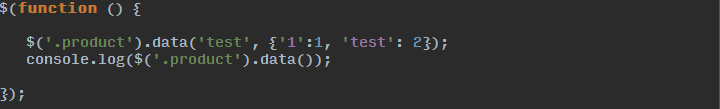 $(function () {
$('.product').data('test', {'1':1, 'test': 2});
console.log($('.product').data());
});